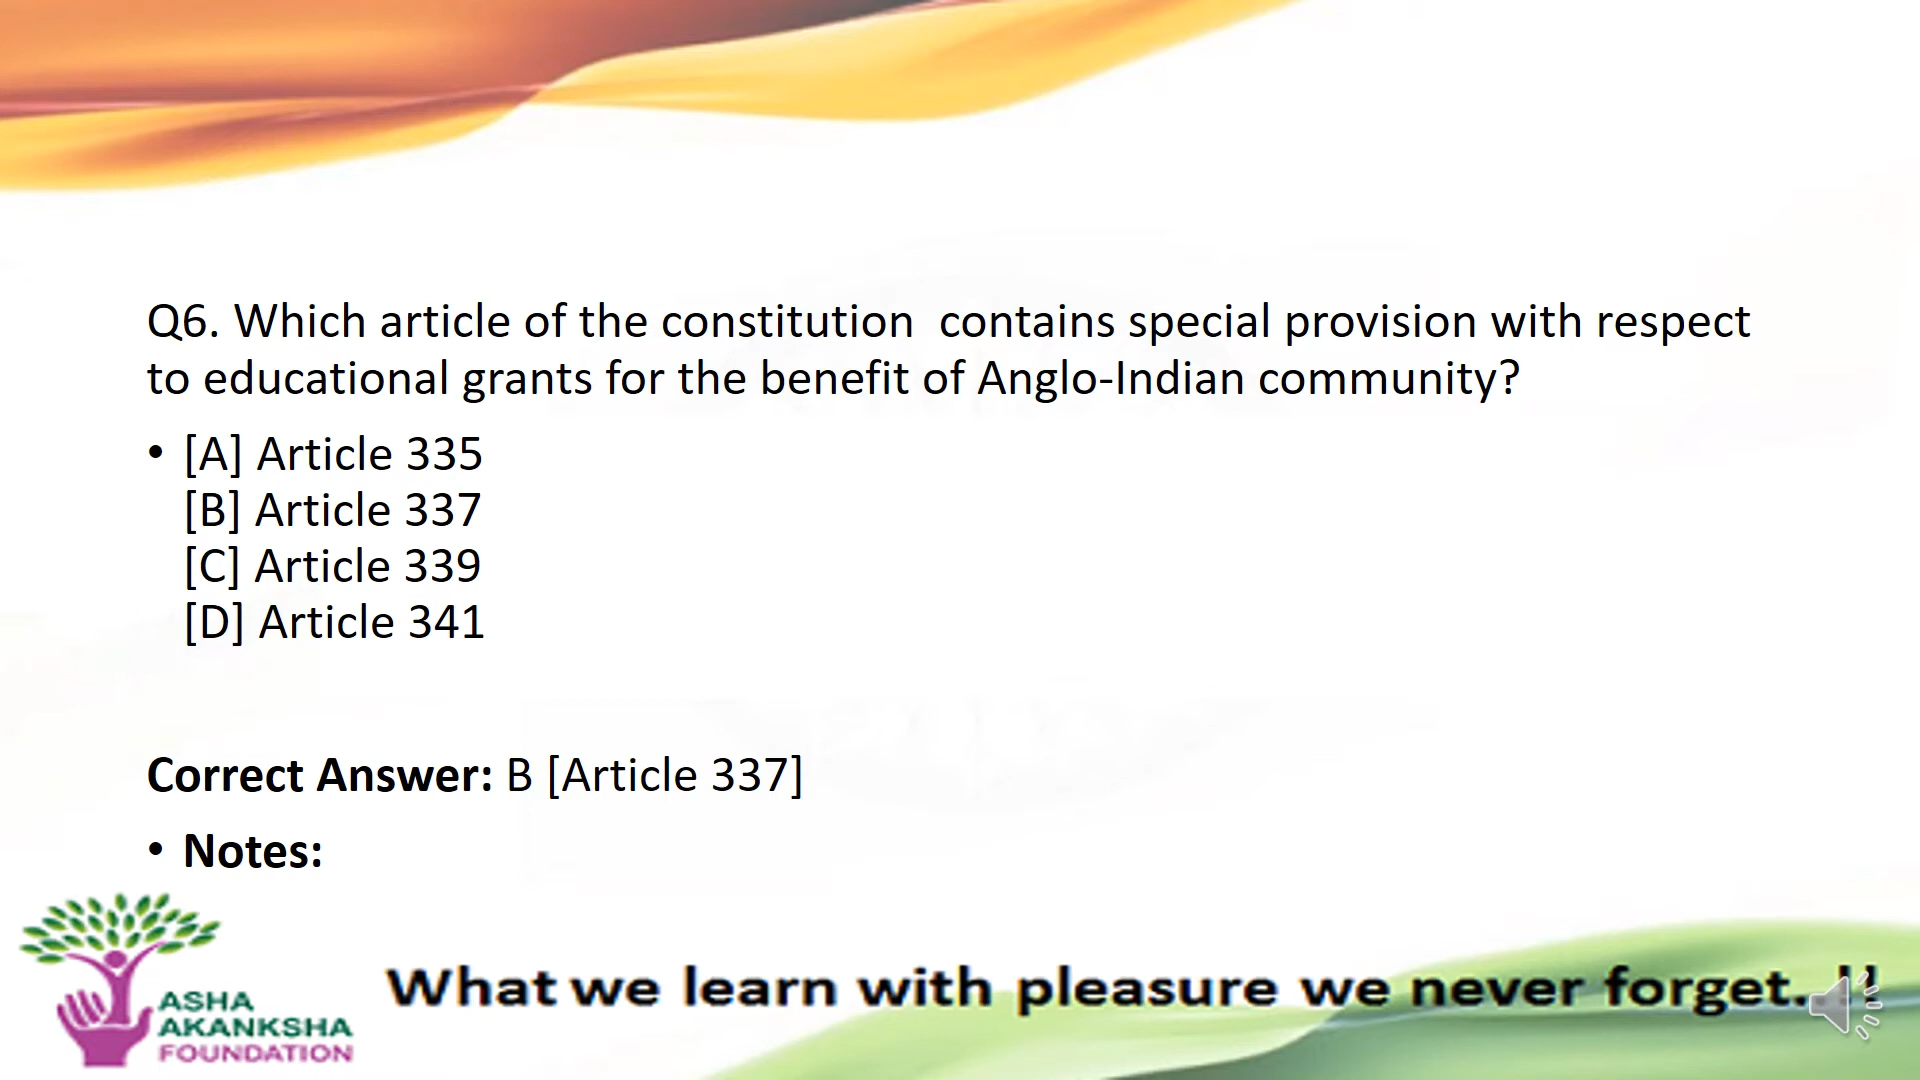 Q6. Which article of the constitution  contains special provision with respect
to educational grants for the benefit of Anglo-Indian community?
• [A] Article 335
[B] Article 337
[C] Article 339
[D] Article 341
Correct Answer: B [Article 337]
• Notes:
ASHA
AKANKSHA
FOUNDATION
What we learn with pleasure we never forget..!!